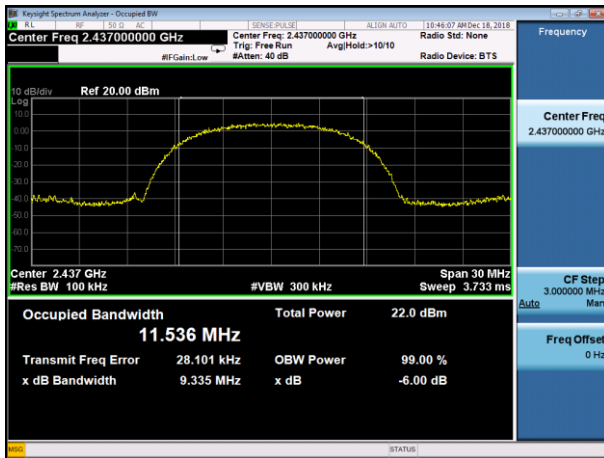 Keysight Spectrum Analyzer - Occupied BW
RL RF 50 Ω AC SENSE:PULSE ALIGN AUTO 10:46:07 AM Dec 18, 2018
Center Freq 2.437000000 GHz
Center Freq: 2.437000000 GHz
Radio Std: None
Trig: Free Run Avg|Hold:>10/10
#IFGain:Low #Atten: 40 dB Radio Device: BTS
10 dB/div Ref 20.00 dBm
Log
10.0
0.00
-10.0
-20.0
-30.0
-40.0
-50.0
-60.0
-70.0
Center 2.437 GHz Span 30 MHz
#Res BW 100 kHz #VBW 300 kHz Sweep 3.733 ms
Occupied Bandwidth Total Power 22.0 dBm
11.536 MHz
Transmit Freq Error 28.101 kHz OBW Power 99.00 %
x dB Bandwidth 9.335 MHz x dB -6.00 dB
MSG STATUS
Frequency
Center Freq
2.437000000 GHz
CF Step
3.000000 MHz
Auto Man
Freq Offset
0 Hz